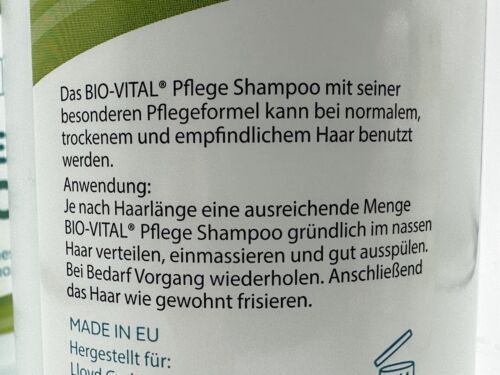 Das BIO-VITAL® Pflege Shampoo mit seiner
besonderen Pflegeformel kann bei normalem,
trockenem und empfindlichem Haar benutzt
werden.
Anwendung:
Je nach Haarlänge eine ausreichende Menge
BIO-VITAL® Pflege Shampoo gründlich im nassen
Haar verteilen, einmassieren und gut ausspülen.
Bei Bedarf Vorgang wiederholen. Anschließend
das Haar wie gewohnt frisieren.
MADE IN EU
Hergestellt für:
Lloyd